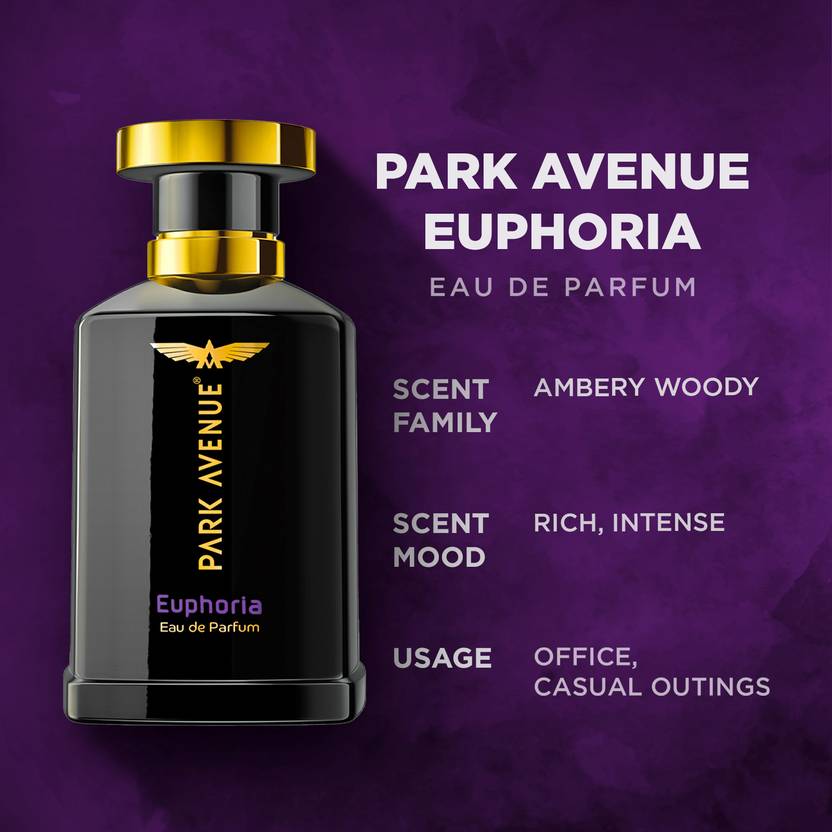 PARK AVENUE
EUPHORIA
EAU DE PARFUM
SCENT FAMILY
AMBERY WOODY
SCENT MOOD
RICH, INTENSE
USAGE
OFFICE,
CASUAL OUTINGS
PARK AVENUE®
Euphoria
Eau de Parfum